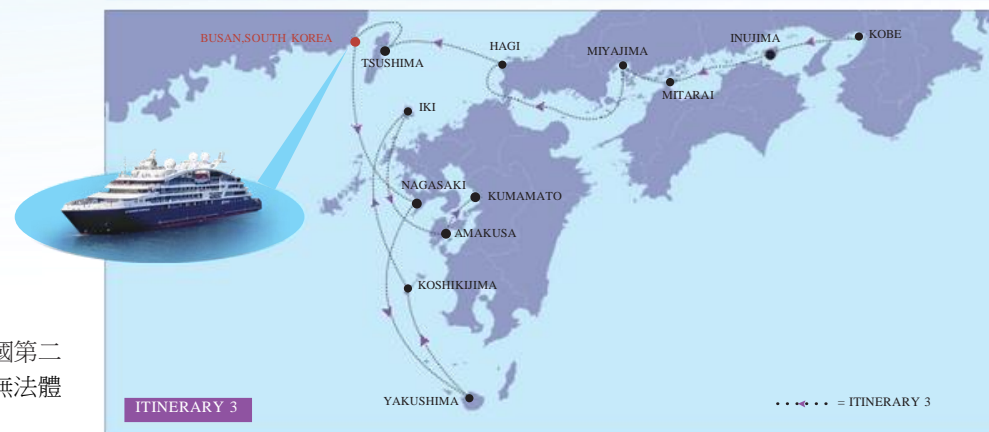 BUSAN,SOUTH KOREA
TSUSHIMA
HAGI
MIYAJIMA
INUJIMA
KOBE
MITARAI
IKI
NAGASAKI
KUMAMATO
AMAKUSA
KOSHIKIJIMA
YAKUSHIMA
國第二
無法體
ITINERARY 3
= ITINERARY 3